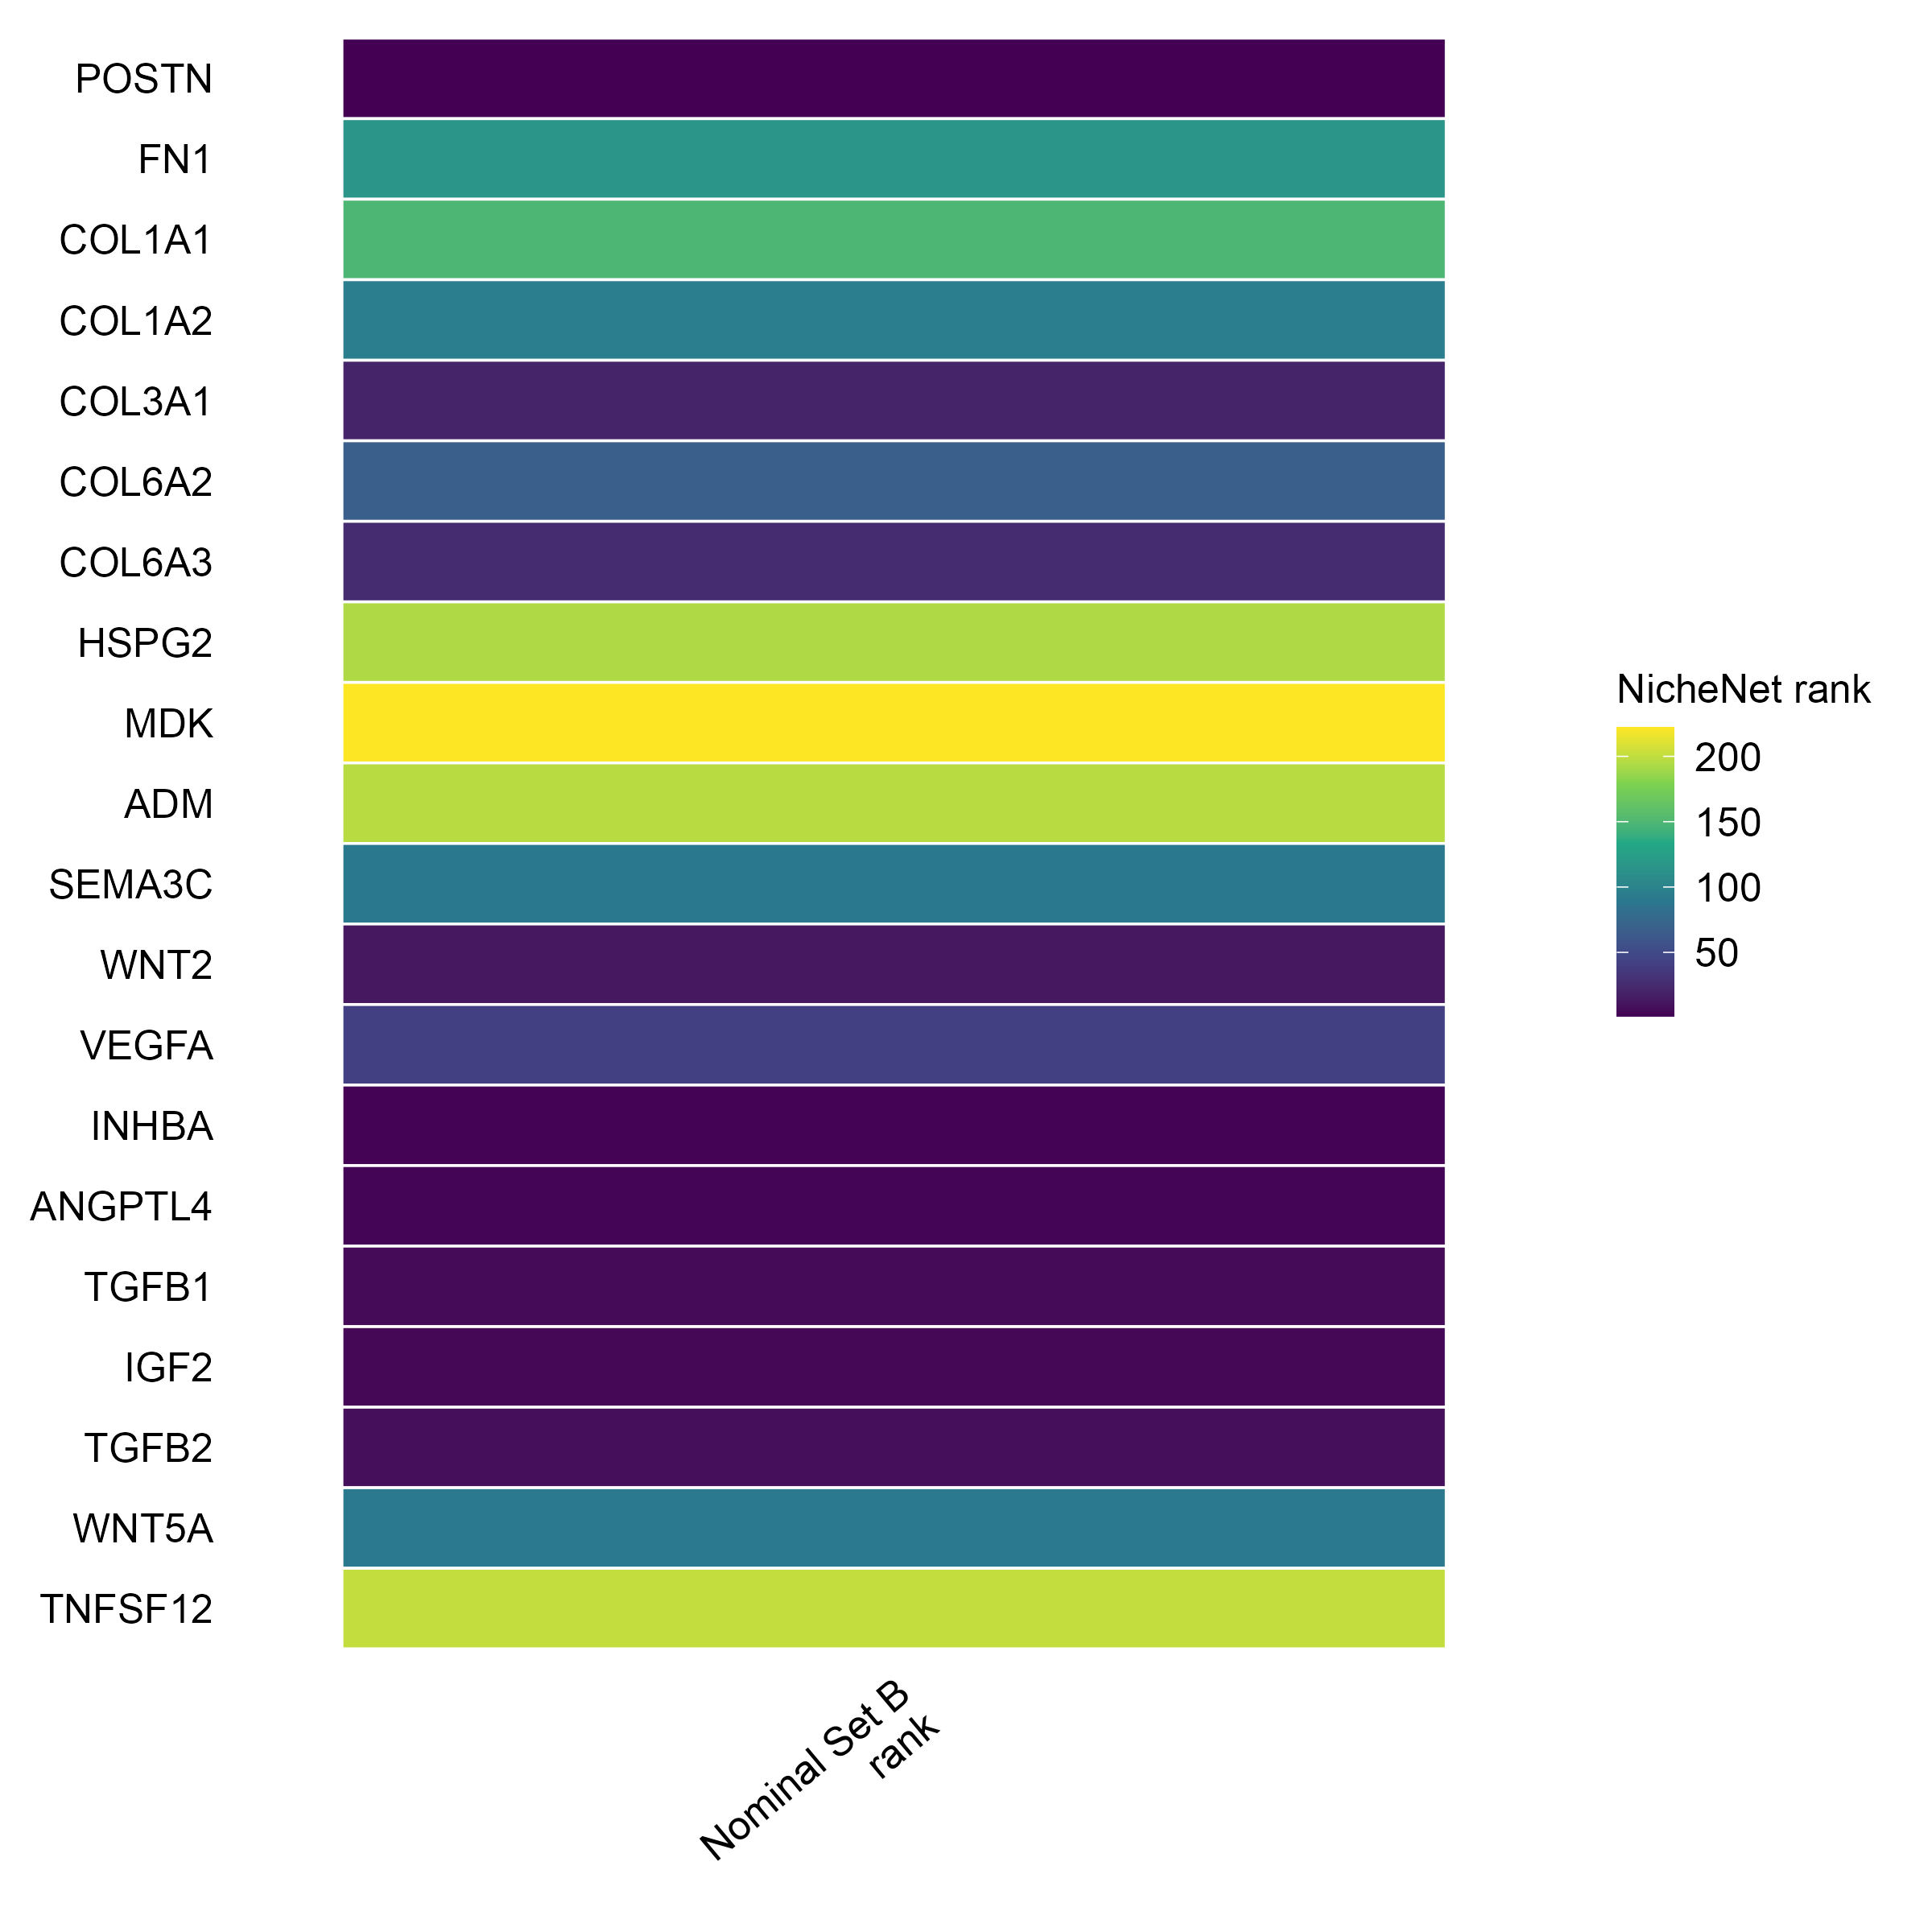 POSTN
FN1
COL1A1
COL1A2
COL3A1
COL6A2
COL6A3
HSPG2
MDK
ADM
SEMA3C
WNT2
VEGFA
INHBA
ANGPTL4
TGFB1
IGF2
TGFB2
WNT5A
TNFSF12
Nominal Set B
rank
NicheNet rank
200
150
100
50